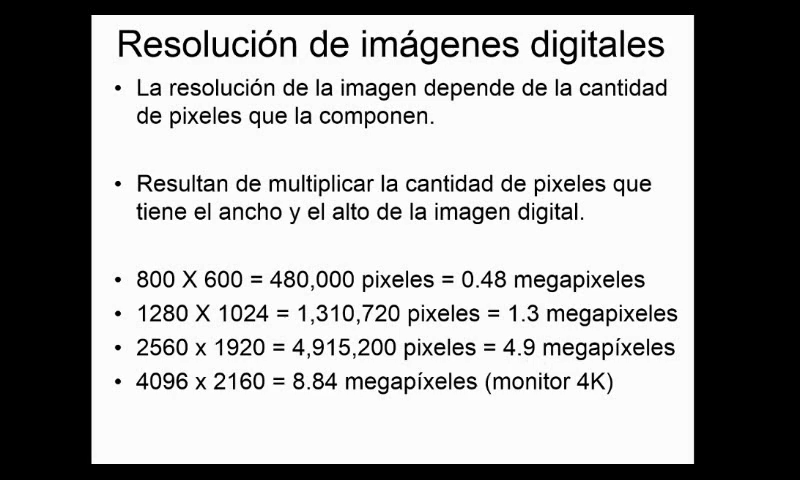 Resolución de imágenes digitales
• La resolución de la imagen depende de la cantidad
de pixeles que la componen.
• Resultan de multiplicar la cantidad de pixeles que
tiene el ancho y el alto de la imagen digital.
• 800 X 600 = 480,000 pixeles = 0.48 megapixeles
• 1280 X 1024 = 1,310,720 pixeles = 1.3 megapixeles
• 2560 x 1920 = 4,915,200 pixeles = 4.9 megapíxeles
• 4096 x 2160 = 8.84 megapíxeles (monitor 4K)